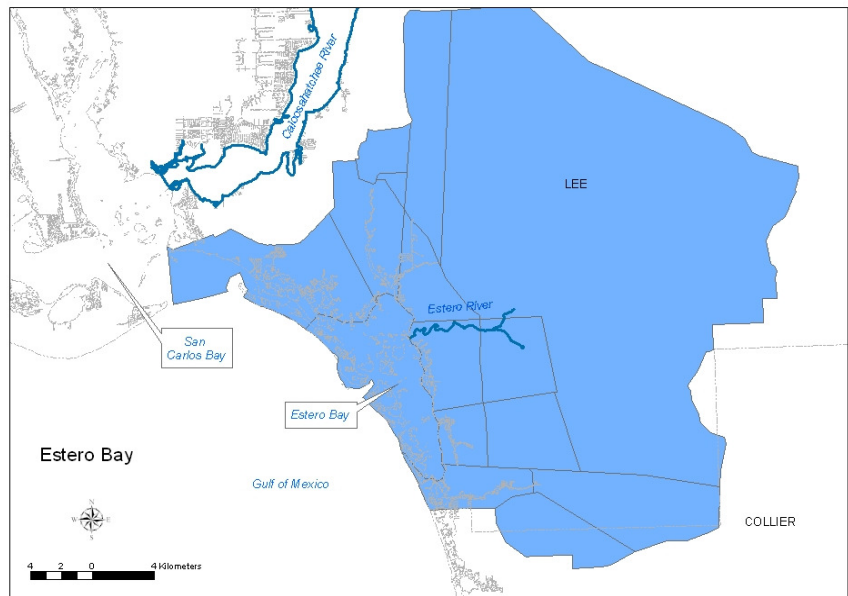 Caloosahatchee River
LEE
Estero River
San
Carlos Bay
Estero Bay
Estero Bay
Gulf of Mexico
N
W E
S
COLLIER
4 2 0 4 Kilometers